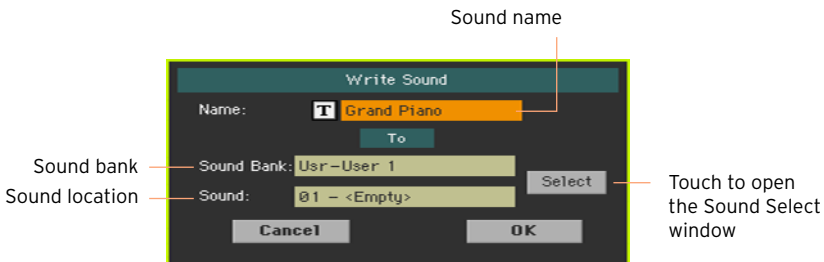 Sound name
Write Sound
Name: T Grand Piano
To
Sound bank
Sound Bank: Usr-User 1
Sound location
Sound: 01 - <Empty>
Select
Touch to open
the Sound Select
window
Cancel OK